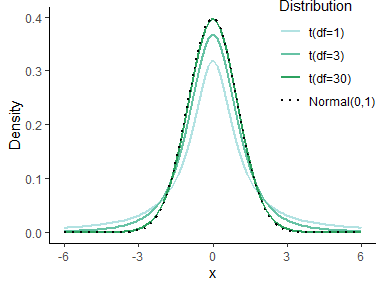 Distribution
t(df=1)
t(df=3)
t(df=30)
Normal(0,1)
0.4
0.3
0.2
0.1
0.0
Density
-6
-3
0
3
6
x